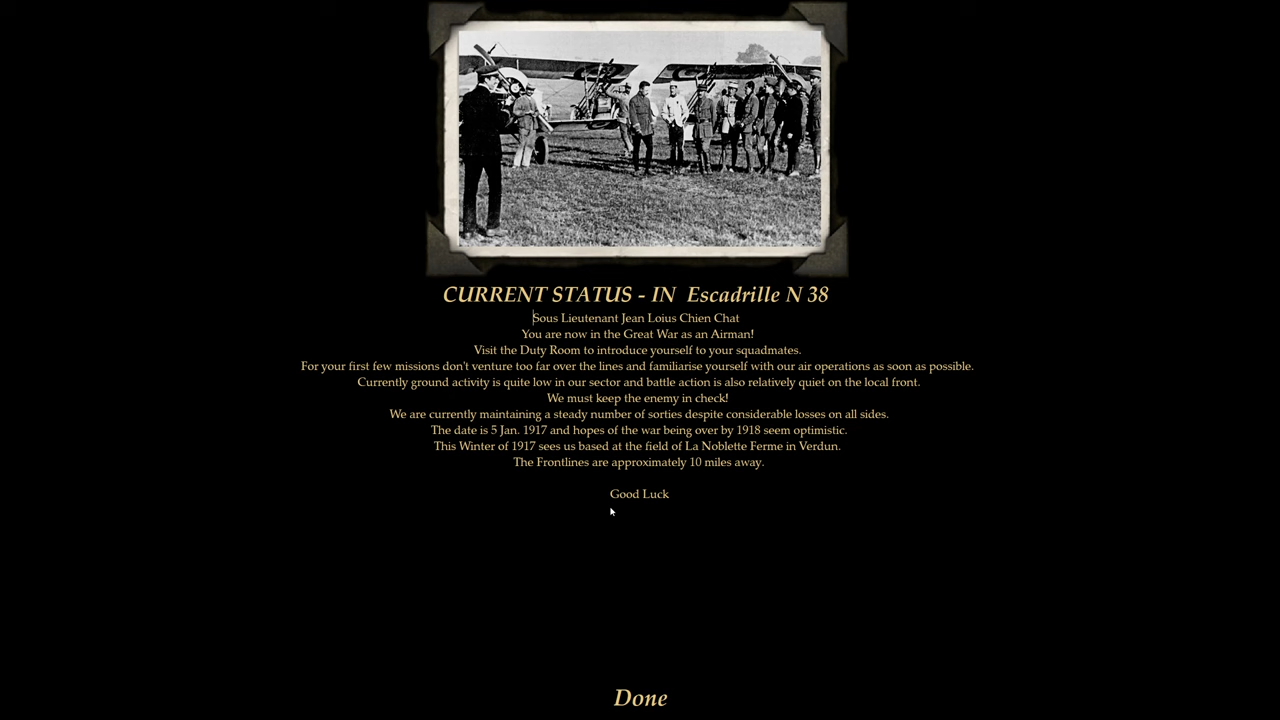 CURRENT STATUS - IN Escadrille N 38
Sous Lieutenant Jean Loius Chien Chat
You are now in the Great War as an Airman!
Visit the Duty Room to introduce yourself to your squadmates.
For your first few missions don't venture too far over the lines and familiarise yourself with our air operations as soon as possible.
Currently ground activity is quite low in our sector and battle action is also relatively quiet on the local front.
We must keep the enemy in check!
We are currently maintaining a steady number of sorties despite considerable losses on all sides.
The date is 5 Jan. 1917 and hopes of the war being over by 1918 seem optimistic.
This Winter of 1917 sees us based at the field of La Noblette Ferme in Verdun.
The Frontlines are approximately 10 miles away.
Good Luck
Done